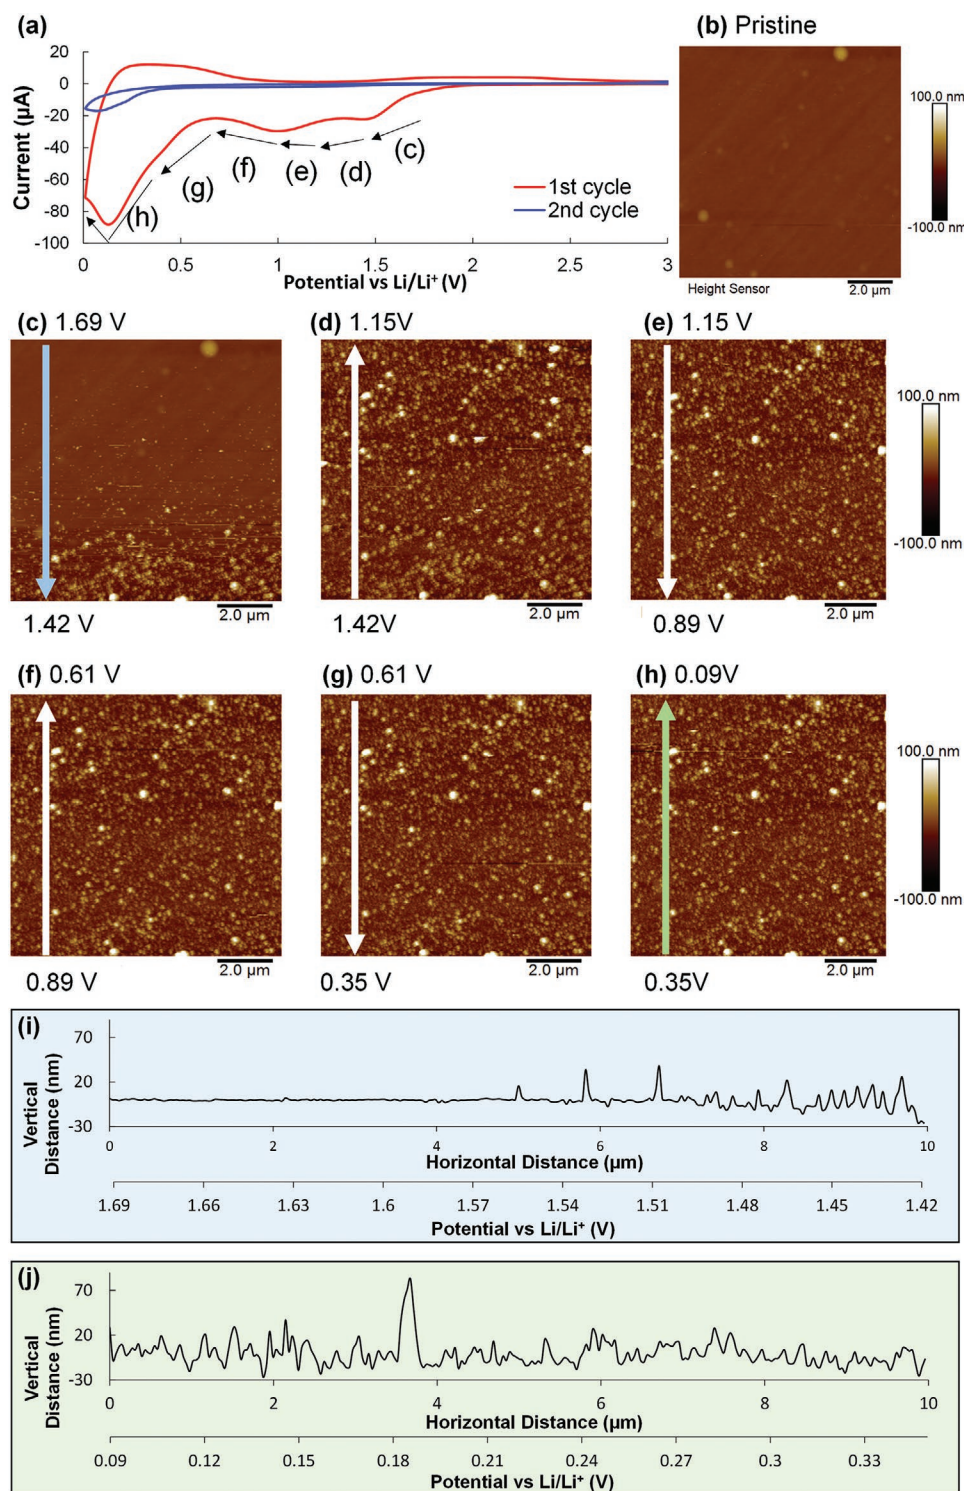 (a)
20
0
-20
-40
-60
-80
-100
Current (µA)
(c)
(d)
(e)
(f)
(g)
(h)
1st cycle
2nd cycle
0 0.5 1 1.5 2 2.5 3
Potential vs Li/Li⁺ (V)
(b) Pristine
100.0 nm
-100.0 nm
Height Sensor
2.0 µm
(c) 1.69 V
(d) 1.15V
(e) 1.15 V
100.0 nm
-100.0 nm
2.0 µm
2.0 µm
2.0 µm
1.42 V
1.42V
0.89 V
(f) 0.61 V
(g) 0.61 V
(h) 0.09V
100.0 nm
-100.0 nm
2.0 µm
2.0 µm
2.0 µm
0.89 V
0.35 V
0.35V
(i)
70
20
-30
Vertical
Distance (nm)
0 2 4 6 8 10
Horizontal Distance (µm)
1.69 1.66 1.63 1.6 1.57 1.54 1.51 1.48 1.45 1.42
Potential vs Li/Li⁺ (V)
(j)
70
20
-30
Vertical
Distance (nm)
0 2 4 6 8 10
Horizontal Distance (µm)
0.09 0.12 0.15 0.18 0.21 0.24 0.27 0.3 0.33
Potential vs Li/Li⁺ (V)